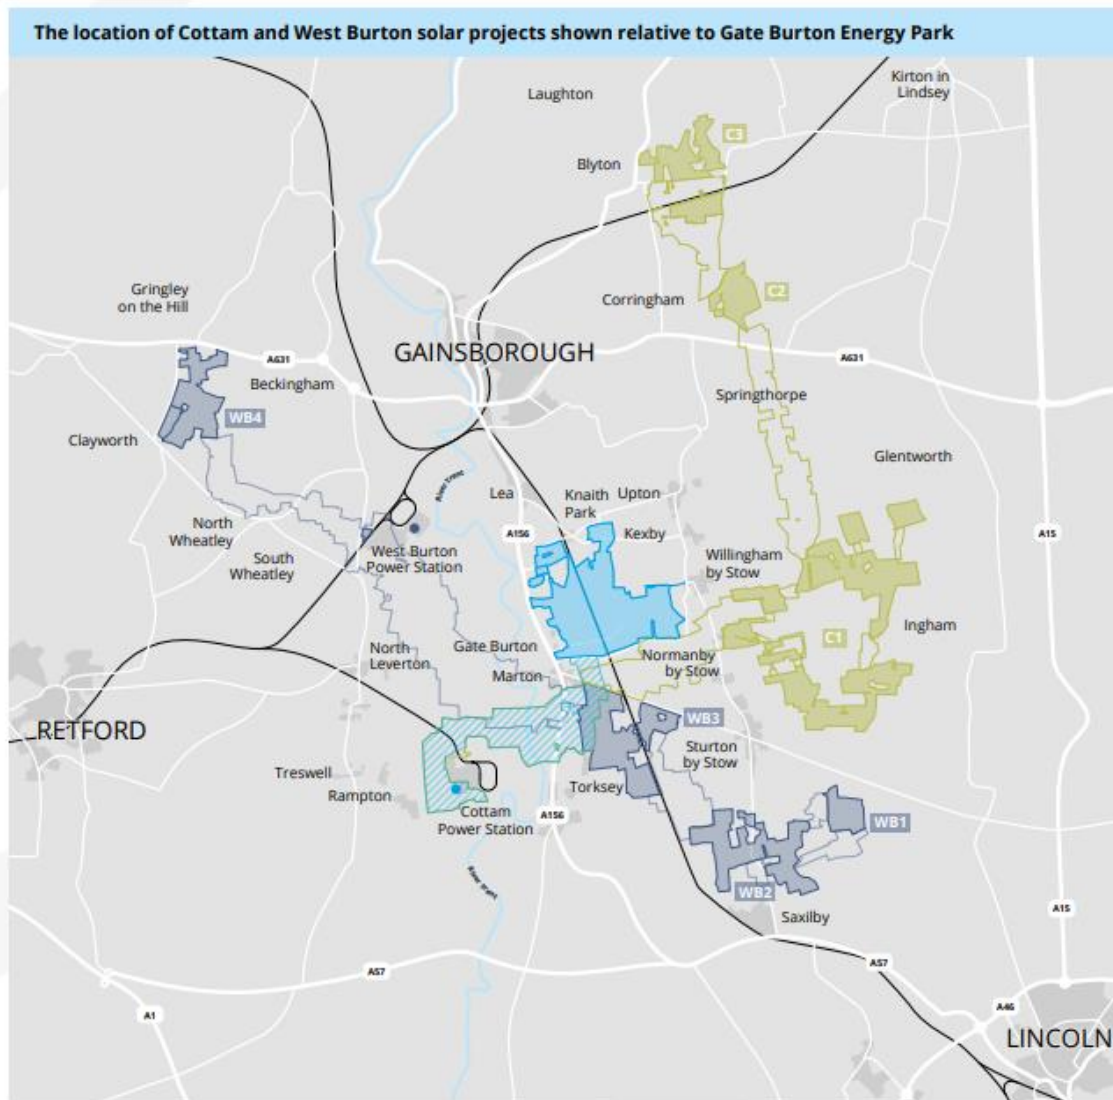 The location of Cottam and West Burton solar projects shown relative to Gate Burton Energy Park
Kirton in
Lindsey
Laughton
C3
Blyton
Gringley
on the Hill
C2
Corringham
GAINSBOROUGH
A631
A631
Beckingham
Springthorpe
WB4
Clayworth
Glentworth
River Trent
Lea
Knaith
Park
Upton
North
Wheatley
A156
Kexby
A15
West Burton
Power Station
South
Wheatley
Willingham
by Stow
Ingham
C1
North
Leverton
Gate Burton
Normanby
by Stow
Marton
RETFORD
WB3
Sturton
by Stow
Treswell
Rampton
Torksey
Cottam
Power Station
A156
WB1
River Trent
WB2
Saxilby
A15
A57
A57
A1
A46
LINCOLN